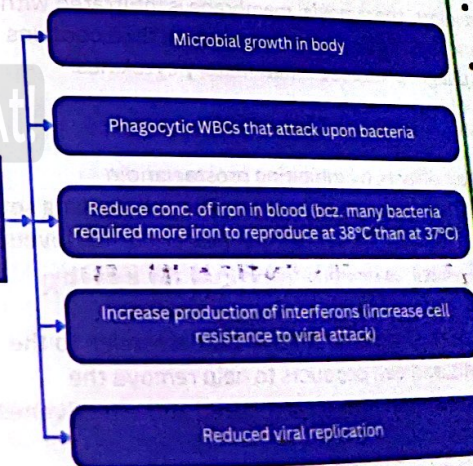 Microbial growth in body
Phagocytic WBCs that attack upon bacteria
Reduce conc. of iron in blood (bcz. many bacteria
required more iron to reproduce at 38°C than at 37°C)
Increase production of interferons (increase cell
resistance to viral attack)
Reduced viral replication